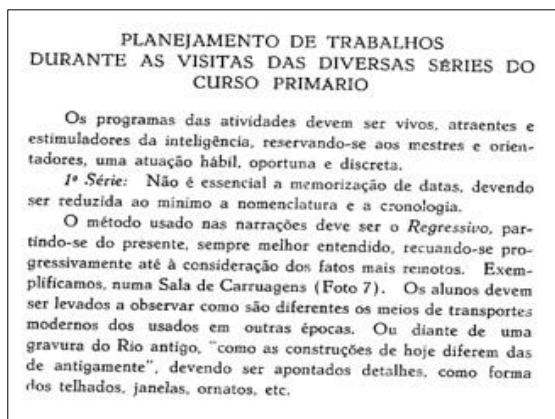 PLANEJAMENTO DE TRABALHOS
DURANTE AS VISITAS DAS DIVERSAS SÉRIES DO
CURSO PRIMARIO
Os programas das atividades devem ser vivos, atraentes e
estimuladores da inteligência, reservando-se aos mestres e orien-
tadores, uma atuação hábil, oportuna e discreta.
1ª Série: Não é essencial a memorização de datas, devendo
ser reduzida ao mínimo a nomenclatura e a cronologia.
O método usado nas narrações deve ser o Regressivo, par-
tindo-se do presente, sempre melhor entendido, recuando-se pro-
gressivamente até à consideração dos fatos mais remotos. Exem-
plificamos, numa Sala de Carruagens (Foto 7). Os alunos devem
ser levados a observar como são diferentes os meios de transportes
modernos dos usados em outras épocas. Ou diante de uma
gravura do Rio antigo, "como as construções de hoje diferem das
de antigamente", devendo ser apontados detalhes, como forma
dos telhados, janelas, ornatos, etc.